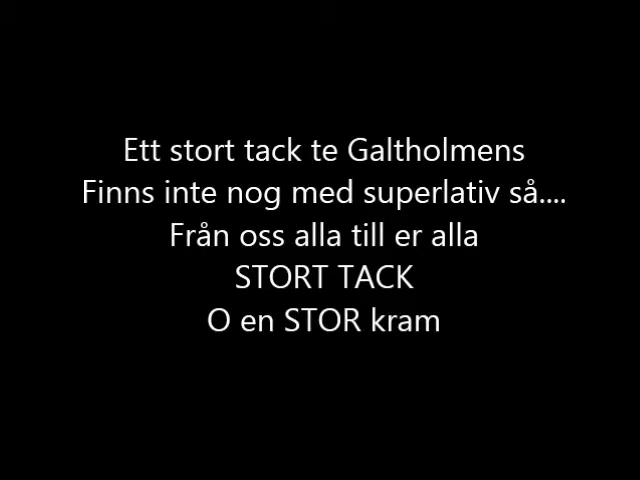 Ett stort tack te Galtholmens
Finns inte nog med superlativ så....
Från oss alla till er alla
STORT TACK
O en STOR kram